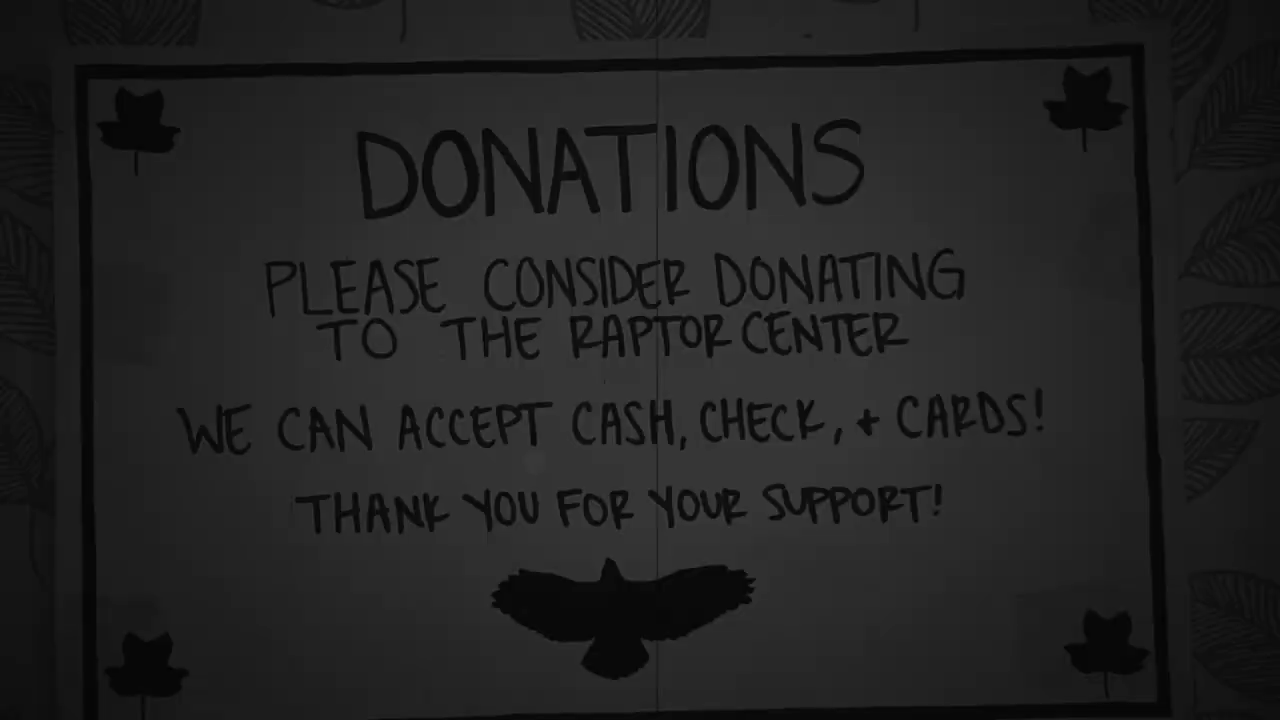 DONATIONS
PLEASE CONSIDER DONATING
TO THE RAPTOR CENTER
WE CAN ACCEPT CASH, CHECK, + CARDS!
THANK YOU FOR YOUR SUPPORT!